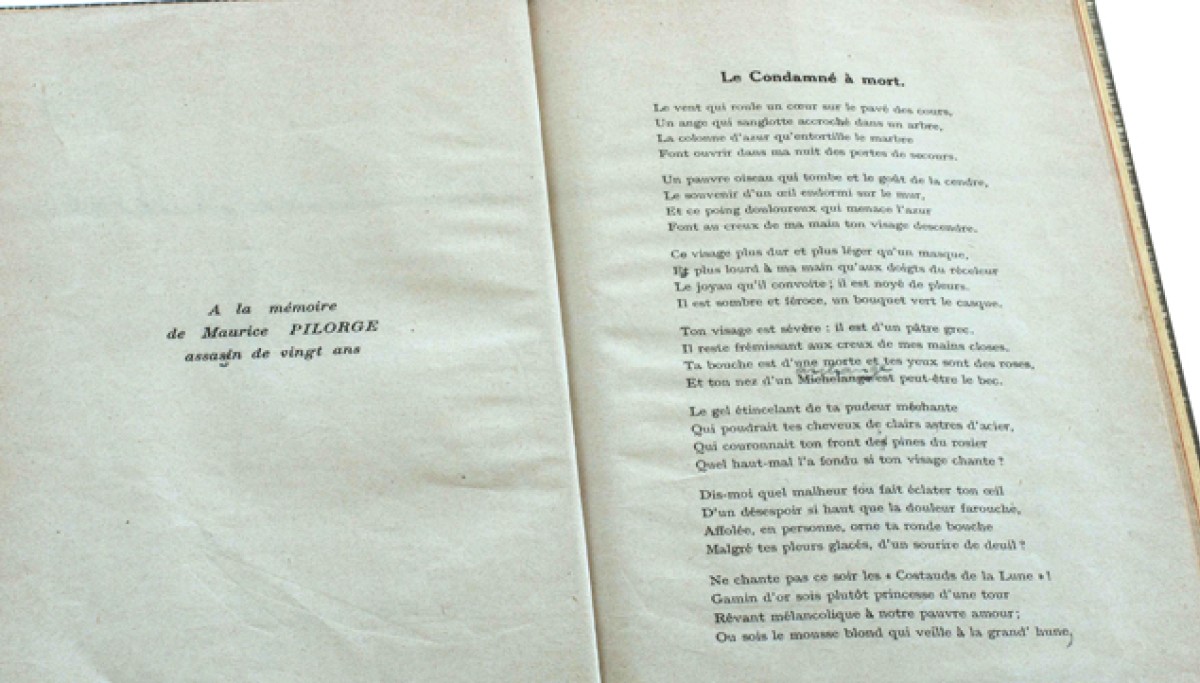 A la mémoire
de Maurice PILORGE
assasin de vingt ans
Le Condamné à mort.
Le vent qui roule un cœur sur le pavé des cours,
Un ange qui sanglotte accroché dans un arbre,
La colonne d'azur qu'entortille le marbre
Font ouvrir dans ma nuit des portes de secours.
Un pauvre oiseau qui tombe et le goût de la cendre,
Le souvenir d'un œil endormi sur le mur,
Et ce poing douloureux qui menace l'azur
Font au creux de ma main ton visage descendre.
Ce visage plus dur et plus léger qu'un masque,
Et plus lourd à ma main qu'aux doigts du réceleur
Le joyau qu'il convoite ; il est noyé de pleurs.
Il est sombre et féroce, un bouquet vert le casque.
Ton visage est sévère : il est d'un pâtre grec.
Il reste frémissant aux creux de mes mains closes.
Ta bouche est d'une morte et tes yeux sont des roses,
archange
Et ton nez d'un Michelange est peut-être le bec.
Le gel étincelant de ta pudeur méchante
Qui poudrait tes cheveux de clairs astres d'acier,
Qui couronnait ton front des pines du rosier
Quel haut-mal l'a fondu si ton visage chante ?
Dis-moi quel malheur fou fait éclater ton œil
D'un désespoir si haut que la douleur farouche,
Affolée, en personne, orne ta ronde bouche
Malgré tes pleurs glacés, d'un sourire de deuil ?
Ne chante pas ce soir les « Costauds de la Lune » !
Gamin d'or sois plutôt princesse d'une tour
Rêvant mélancolique à notre pauvre amour ;
Ou sois le mousse blond qui veille à la grand' hune,